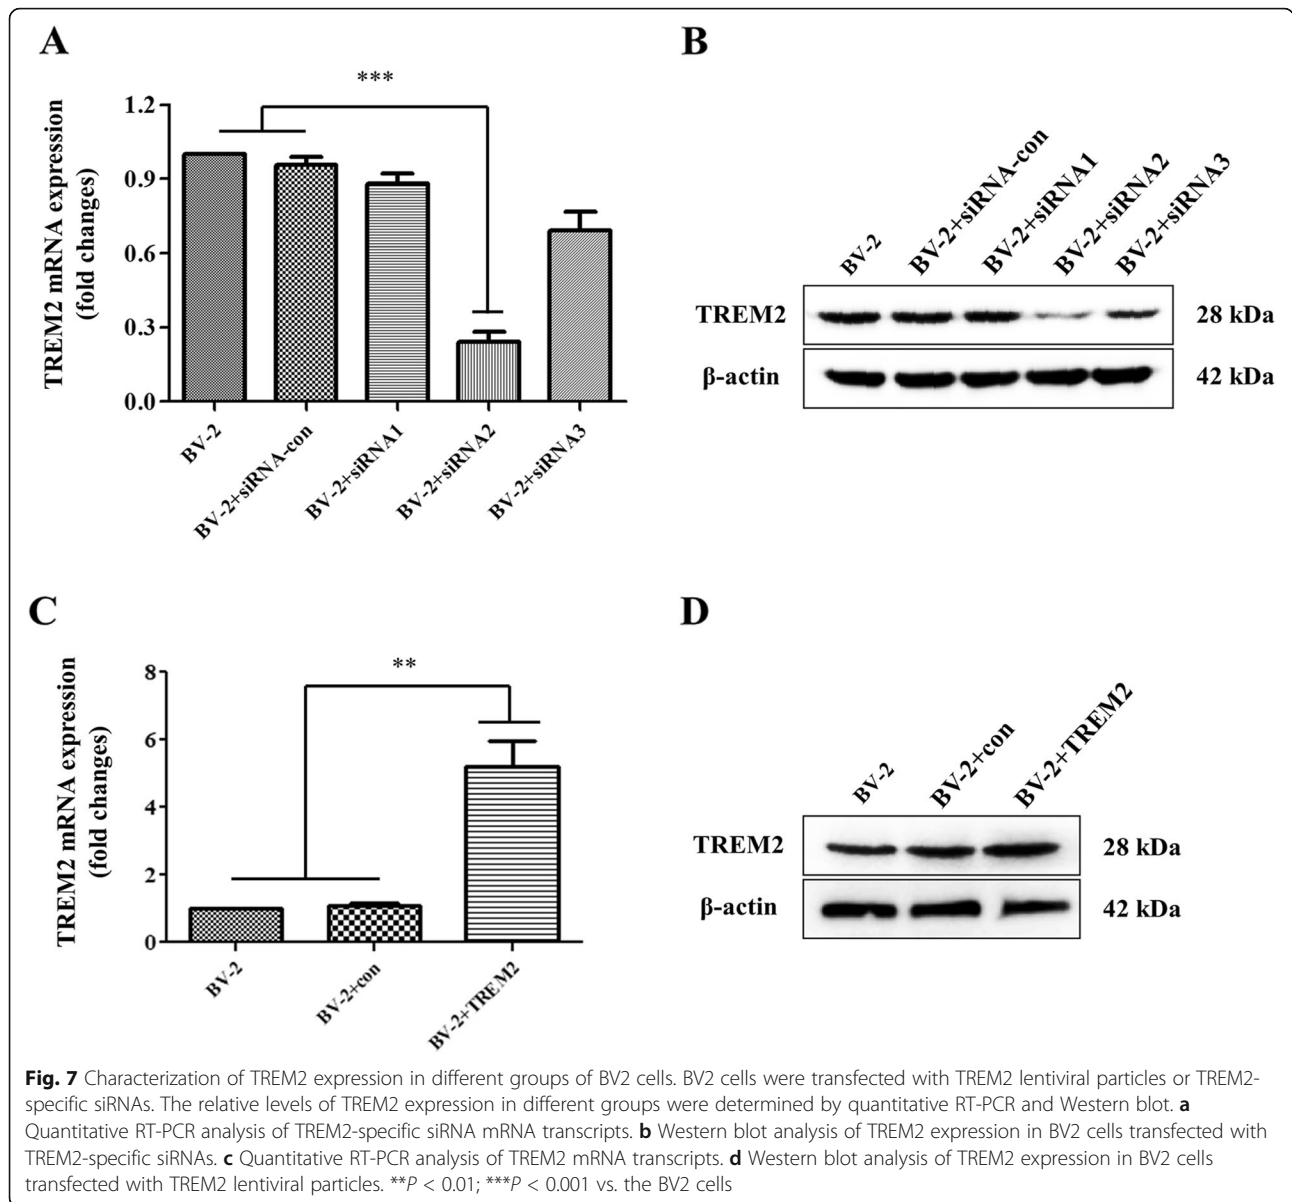 A
***
TREM2 mRNA expression
(fold changes)
1.2
0.9
0.6
0.3
0.0
BV-2
BV-2+siRNA-con
BV-2+siRNA1
BV-2+siRNA2
BV-2+siRNA3
B
BV-2
BV-2+siRNA-con
BV-2+siRNA1
BV-2+siRNA2
BV-2+siRNA3
TREM2
28 kDa
β-actin
42 kDa
C
**
TREM2 mRNA expression
(fold changes)
8
6
4
2
0
BV-2
BV-2+con
BV-2+TREM2
D
BV-2
BV-2+con
BV-2+TREM2
TREM2
28 kDa
β-actin
42 kDa
Fig. 7 Characterization of TREM2 expression in different groups of BV2 cells. BV2 cells were transfected with TREM2 lentiviral particles or TREM2-
specific siRNAs. The relative levels of TREM2 expression in different groups were determined by quantitative RT-PCR and Western blot. a
Quantitative RT-PCR analysis of TREM2-specific siRNA mRNA transcripts. b Western blot analysis of TREM2 expression in BV2 cells transfected with
TREM2-specific siRNAs. c Quantitative RT-PCR analysis of TREM2 mRNA transcripts. d Western blot analysis of TREM2 expression in BV2 cells
transfected with TREM2 lentiviral particles. **P < 0.01; ***P < 0.001 vs. the BV2 cells